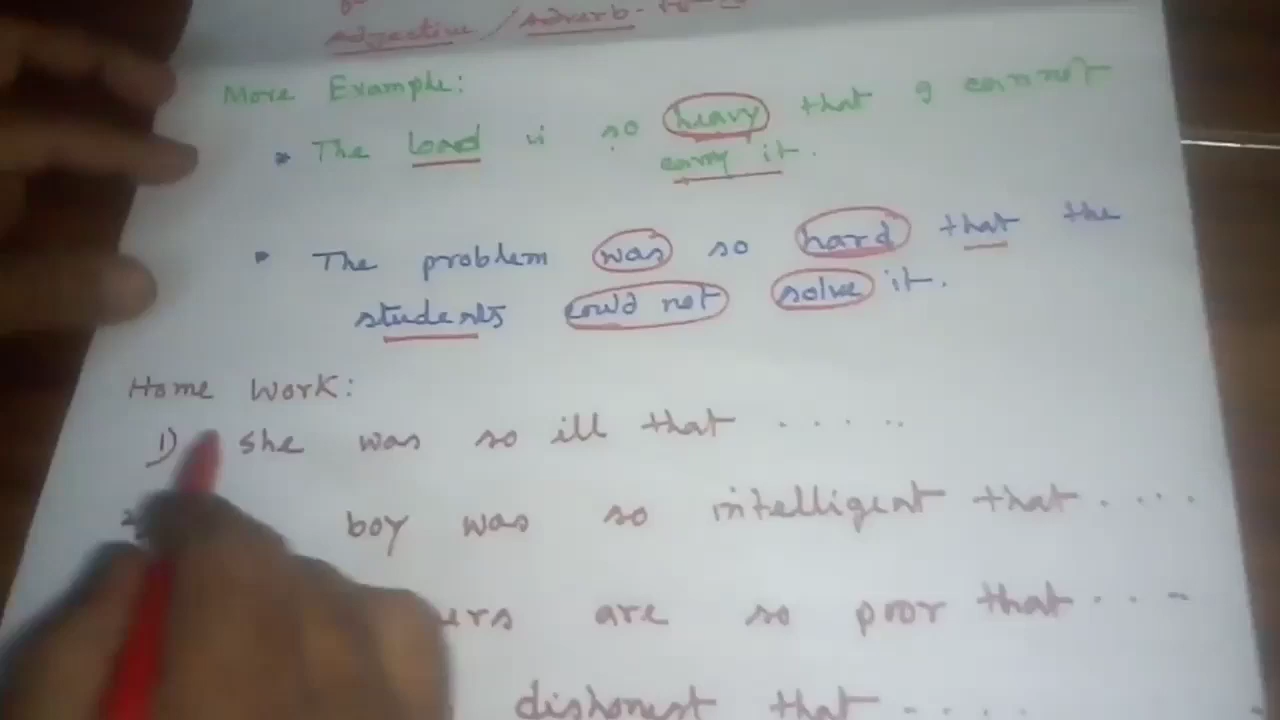 adjective / adverb -
More Example:
• The load is so heavy that I cannot
carry it.
• The problem was so hard that the
students could not solve it.
Home Work:
1) She was so ill that . . . . . . .
boy was so intelligent that . . . . .
are so poor that . . . -
dishonest that - . . . .